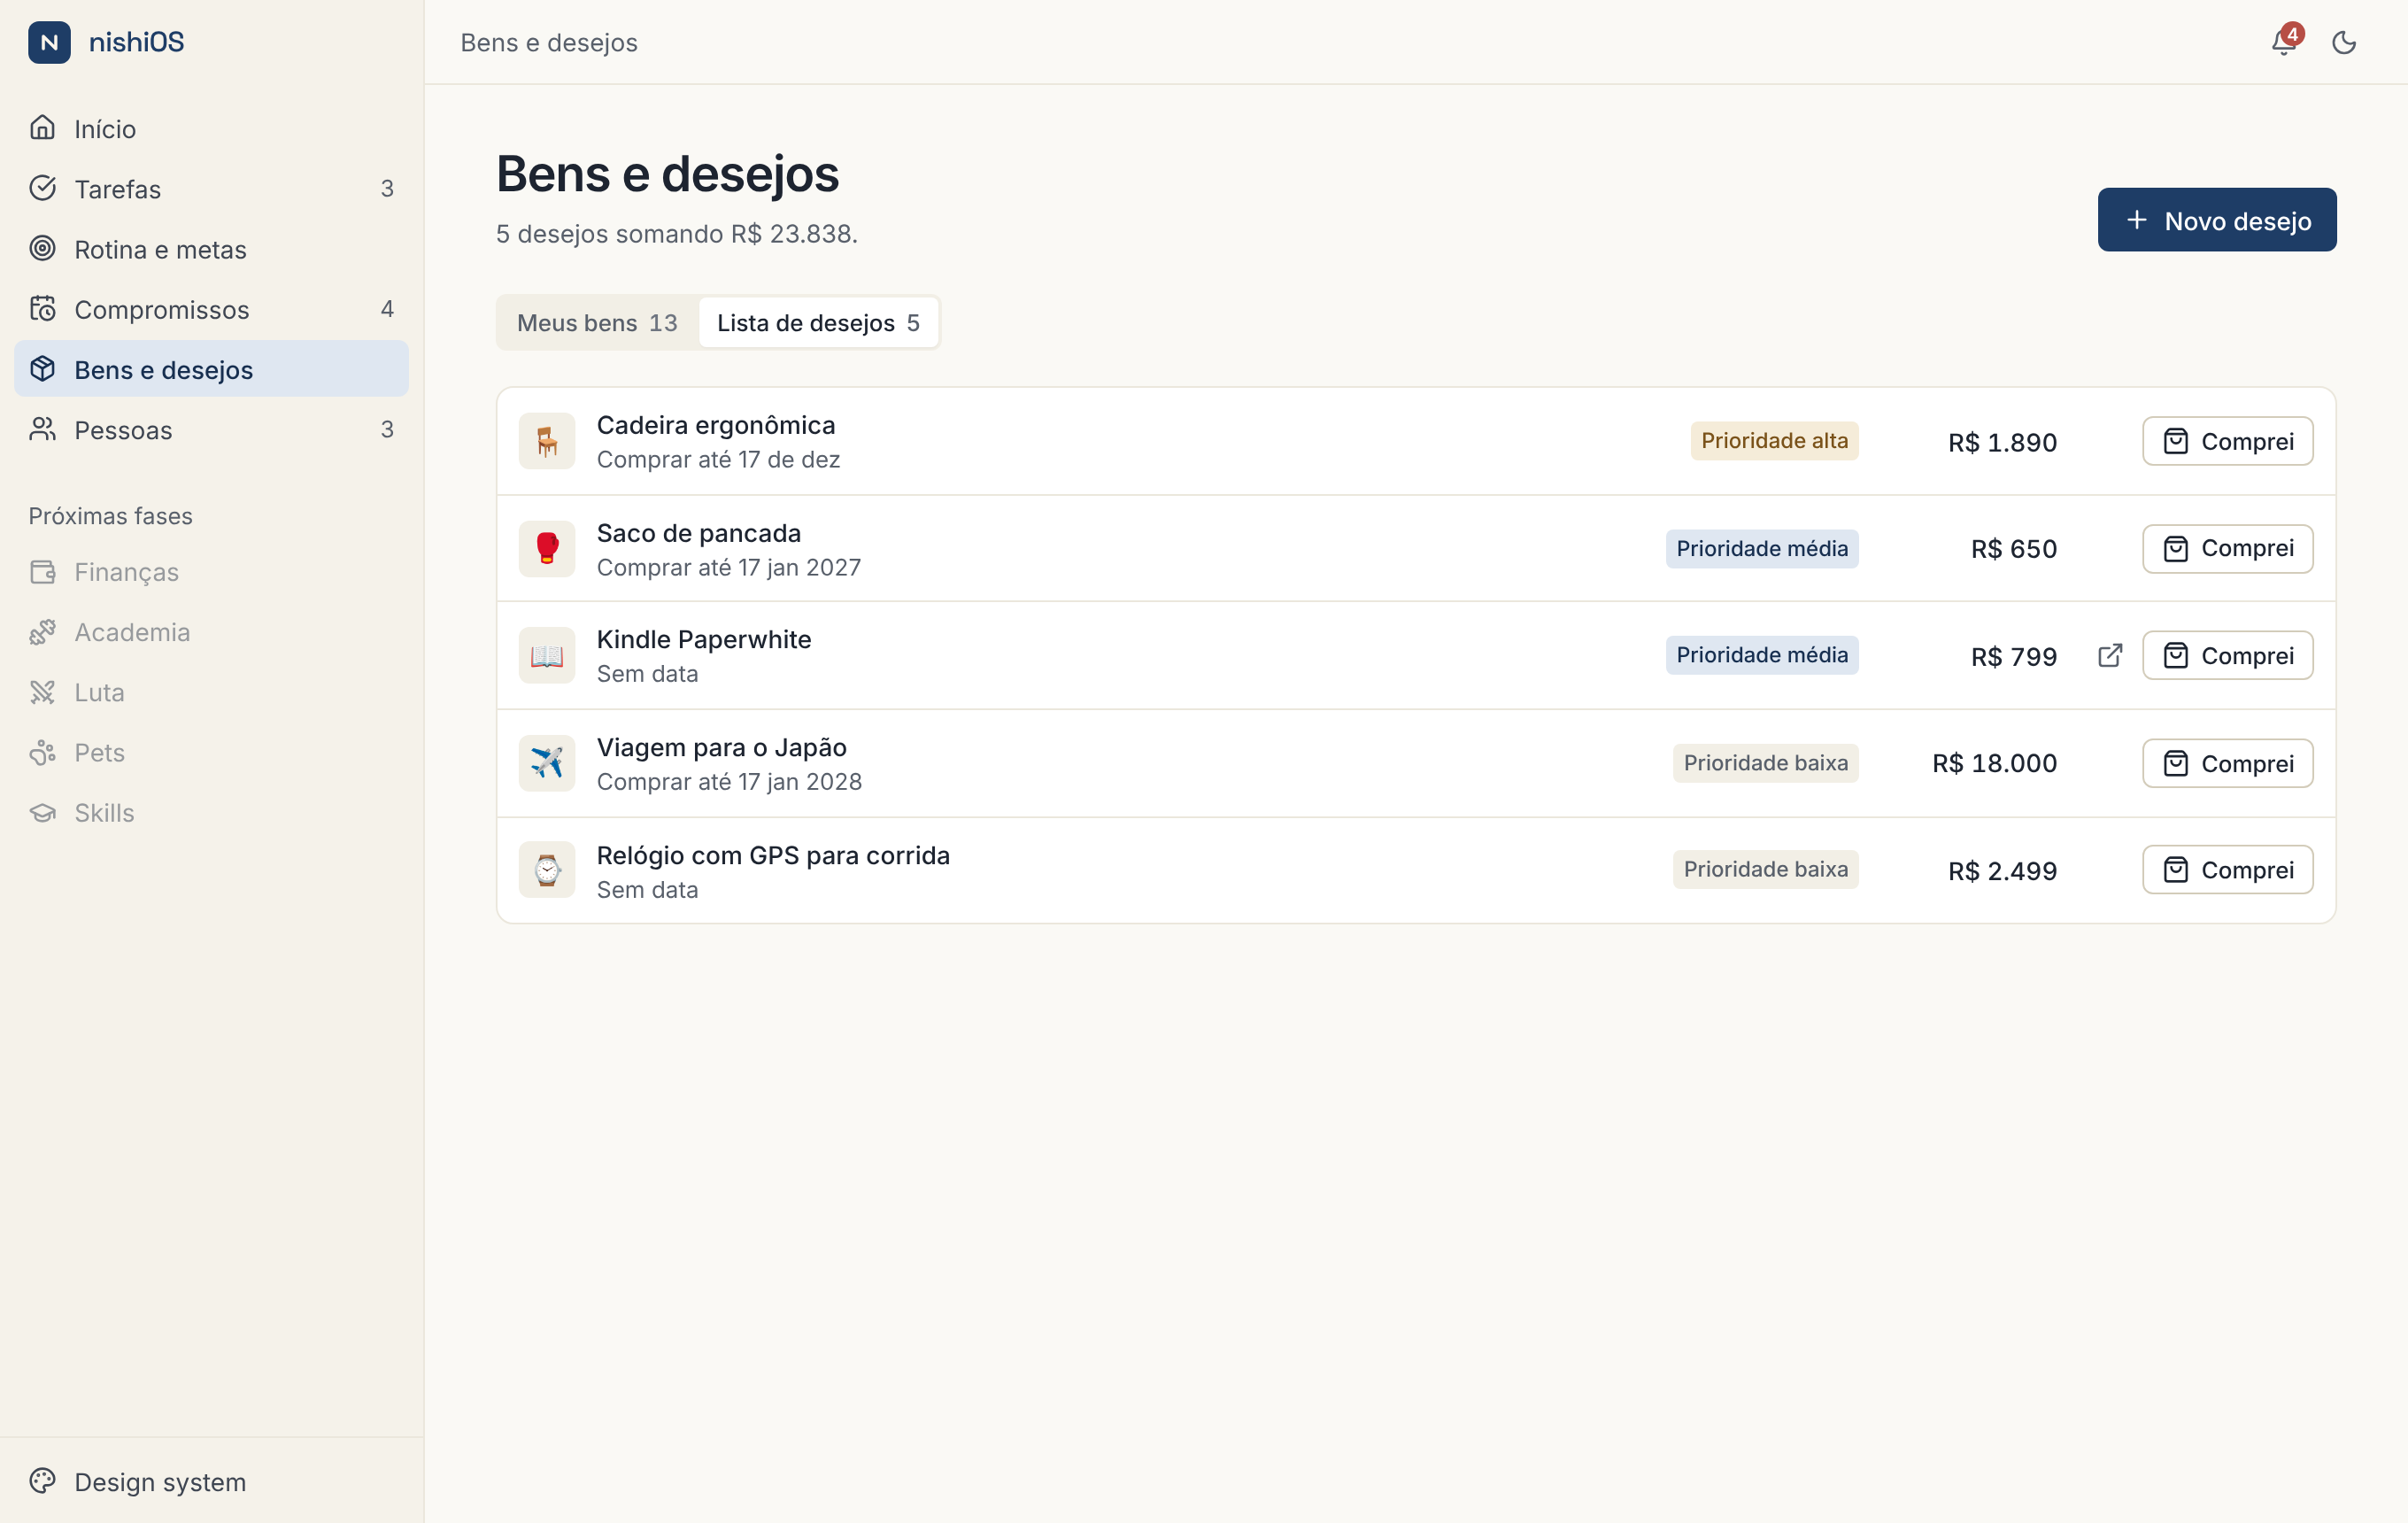 N nishiOS
Início
Tarefas 3
Rotina e metas
Compromissos 4
Bens e desejos
Pessoas 3
Próximas fases
Finanças
Academia
Luta
Pets
Skills
Design system
Bens e desejos
4
Bens e desejos
5 desejos somando R$ 23.838.
Novo desejo
Meus bens 13 Lista de desejos 5
Cadeira ergonômica
Comprar até 17 de dez
Prioridade alta R$ 1.890 Comprei
Saco de pancada
Comprar até 17 jan 2027
Prioridade média R$ 650 Comprei
Kindle Paperwhite
Sem data
Prioridade média R$ 799 Comprei
Viagem para o Japão
Comprar até 17 jan 2028
Prioridade baixa R$ 18.000 Comprei
Relógio com GPS para corrida
Sem data
Prioridade baixa R$ 2.499 Comprei